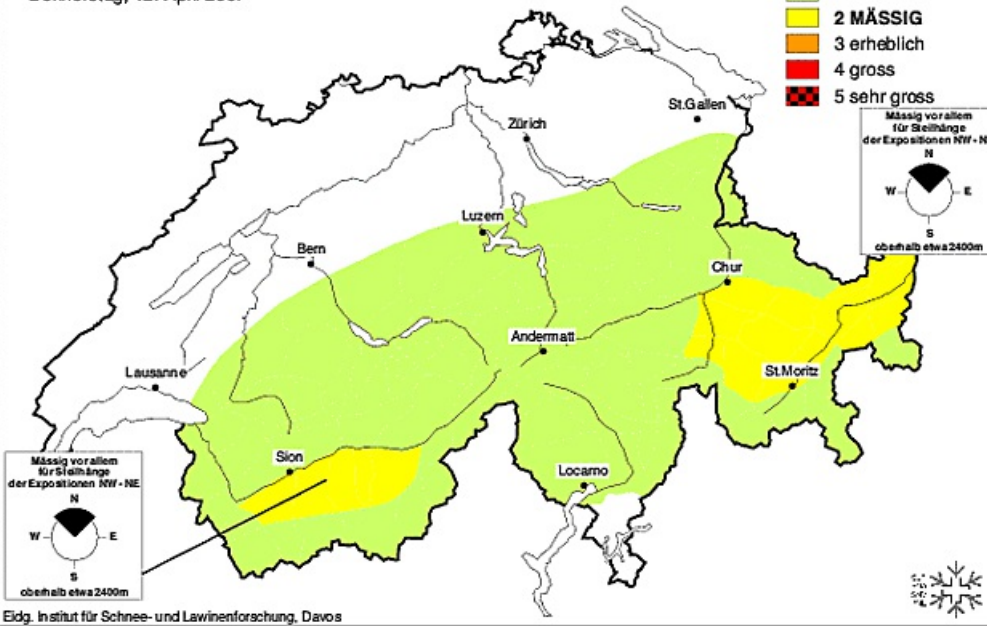 2 MÄSSIG
3 erheblich
4 gross
5 sehr gross
St.Gallen
Zürich
Mässig vor allem
für Steilhänge
der Expositionen NW - N
N
W
E
S
oberhalb etwa 2400m
Luzern
Bern
Chur
Andermatt
Lausanne
St.Moritz
Sion
Locarno
Mässig vor allem
für Steilhänge
der Expositionen NW - NE
N
W
E
S
oberhalb etwa 2400m
Eidg. Institut für Schnee- und Lawinenforschung, Davos